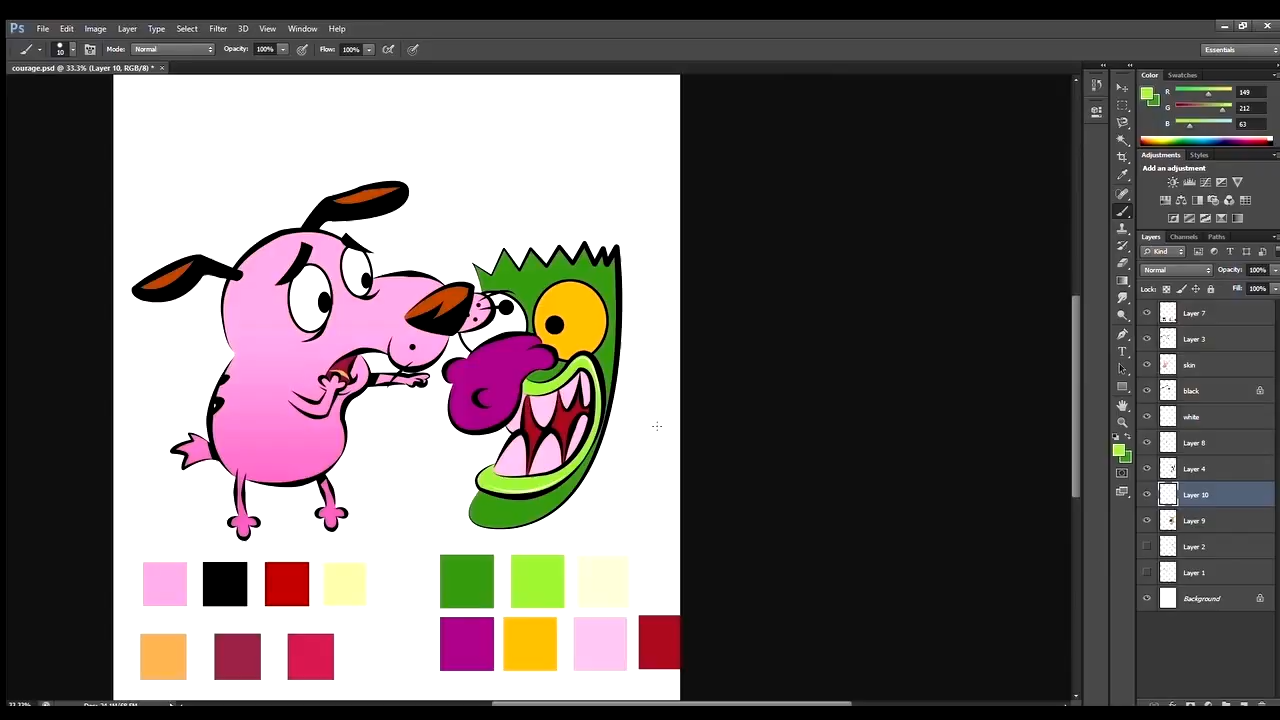 Ps File Edit Image Layer Type Select Filter 3D View Window Help
10 Mode: Normal Opacity: 100% Flow: 100% Essentials
courage.psd @ 33.3% (Layer 10, RGB/8) * ×
Color Swatches
R 149
G 212
B 63
Adjustments Styles
Add an adjustment
Layers Channels Paths
Kind
Normal Opacity: 100%
Lock: Fill: 100%
Layer 7
Layer 3
skin
black
white
Layer 8
Layer 4
Layer 10
Layer 9
Layer 2
Layer 1
Background